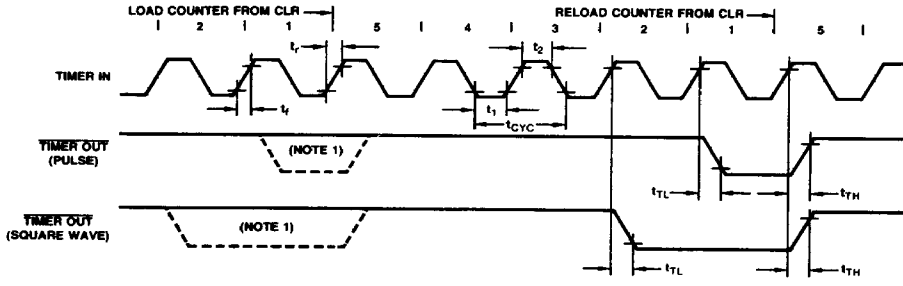 LOAD COUNTER FROM CLR RELOAD COUNTER FROM CLR
| 2 | 1 | 5 | 4 | 3 | 2 | 1 | 5 |
tr t2
TIMER IN
tf t1
tCYC
TIMER OUT
(PULSE)
(NOTE 1)
tTL tTH
TIMER OUT
(SQUARE WAVE)
(NOTE 1)
tTL tTH